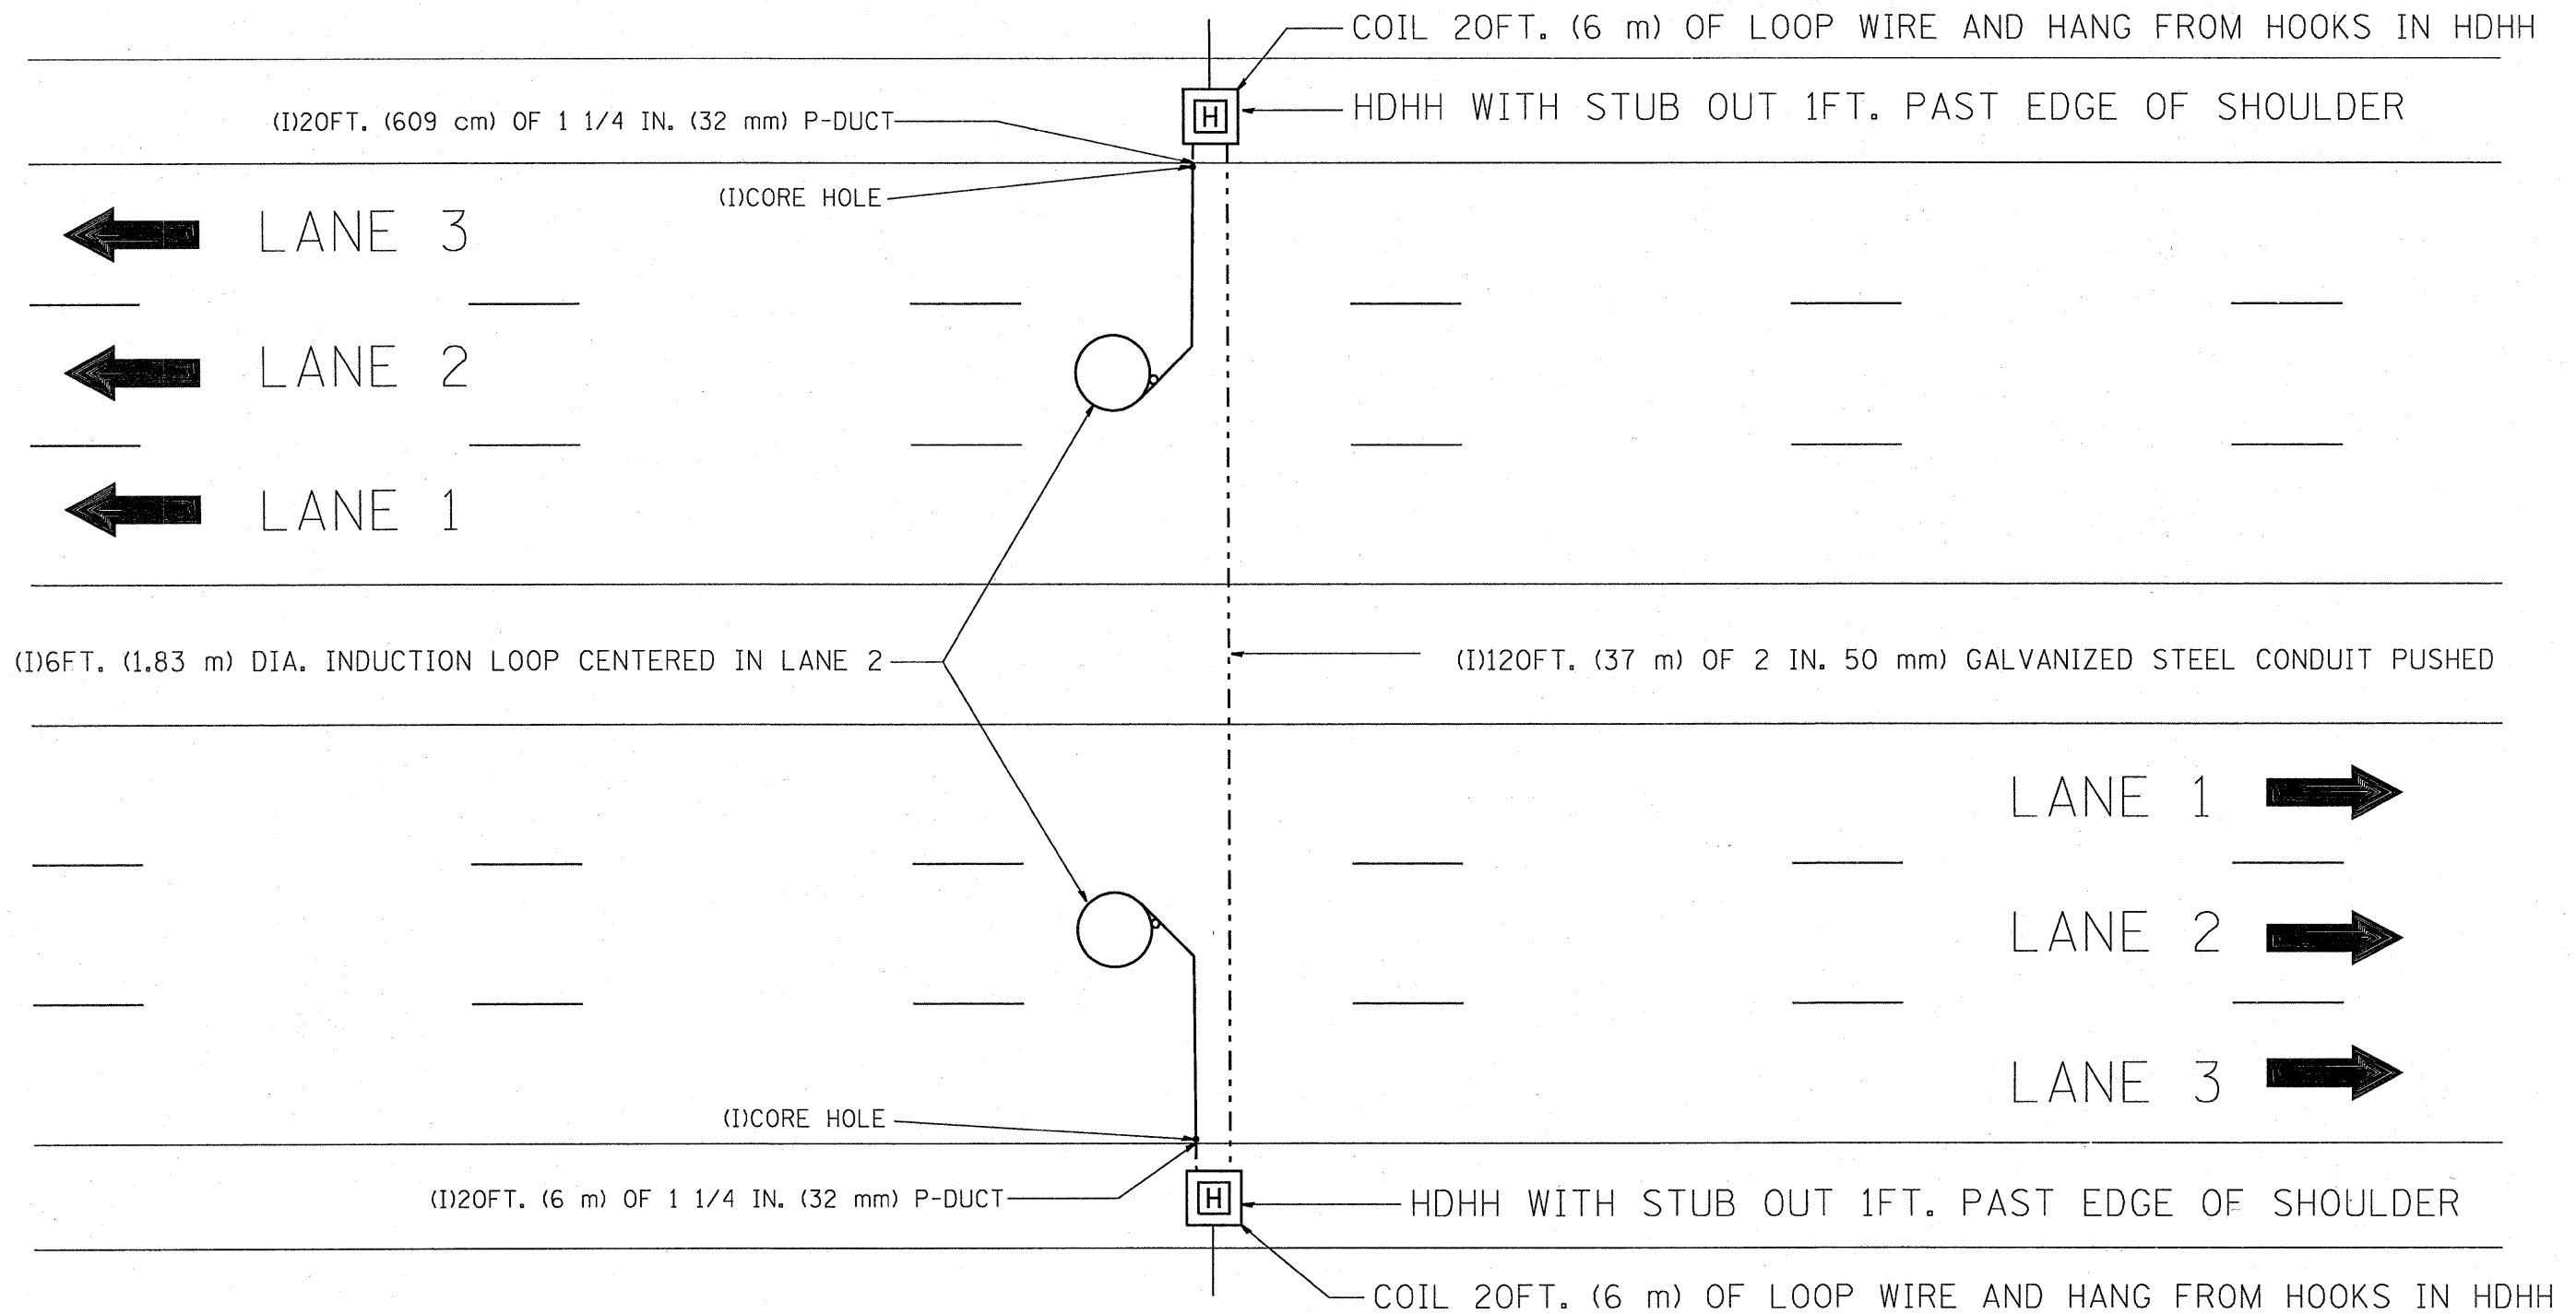 COIL 20FT. (6 m) OF LOOP WIRE AND HANG FROM HOOKS IN HDHH
HDHH WITH STUB OUT 1FT. PAST EDGE OF SHOULDER
(I)20FT. (609 cm) OF 1 1/4 IN. (32 mm) P-DUCT
H
(I)CORE HOLE
LANE 3
LANE 2
LANE 1
(I)6FT. (1.83 m) DIA. INDUCTION LOOP CENTERED IN LANE 2
(I)120FT. (37 m) OF 2 IN. 50 mm) GALVANIZED STEEL CONDUIT PUSHED
LANE 1
LANE 2
LANE 3
(I)CORE HOLE
(I)20FT. (6 m) OF 1 1/4 IN. (32 mm) P-DUCT
H
HDHH WITH STUB OUT 1FT. PAST EDGE OF SHOULDER
COIL 20FT. (6 m) OF LOOP WIRE AND HANG FROM HOOKS IN HDHH